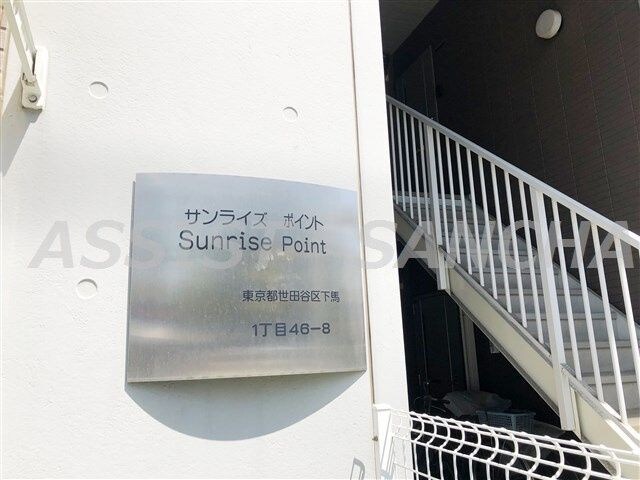 サンライズ ポイント
Sunrise Point
東京都世田谷区下馬
1丁目46-8
SANCHA